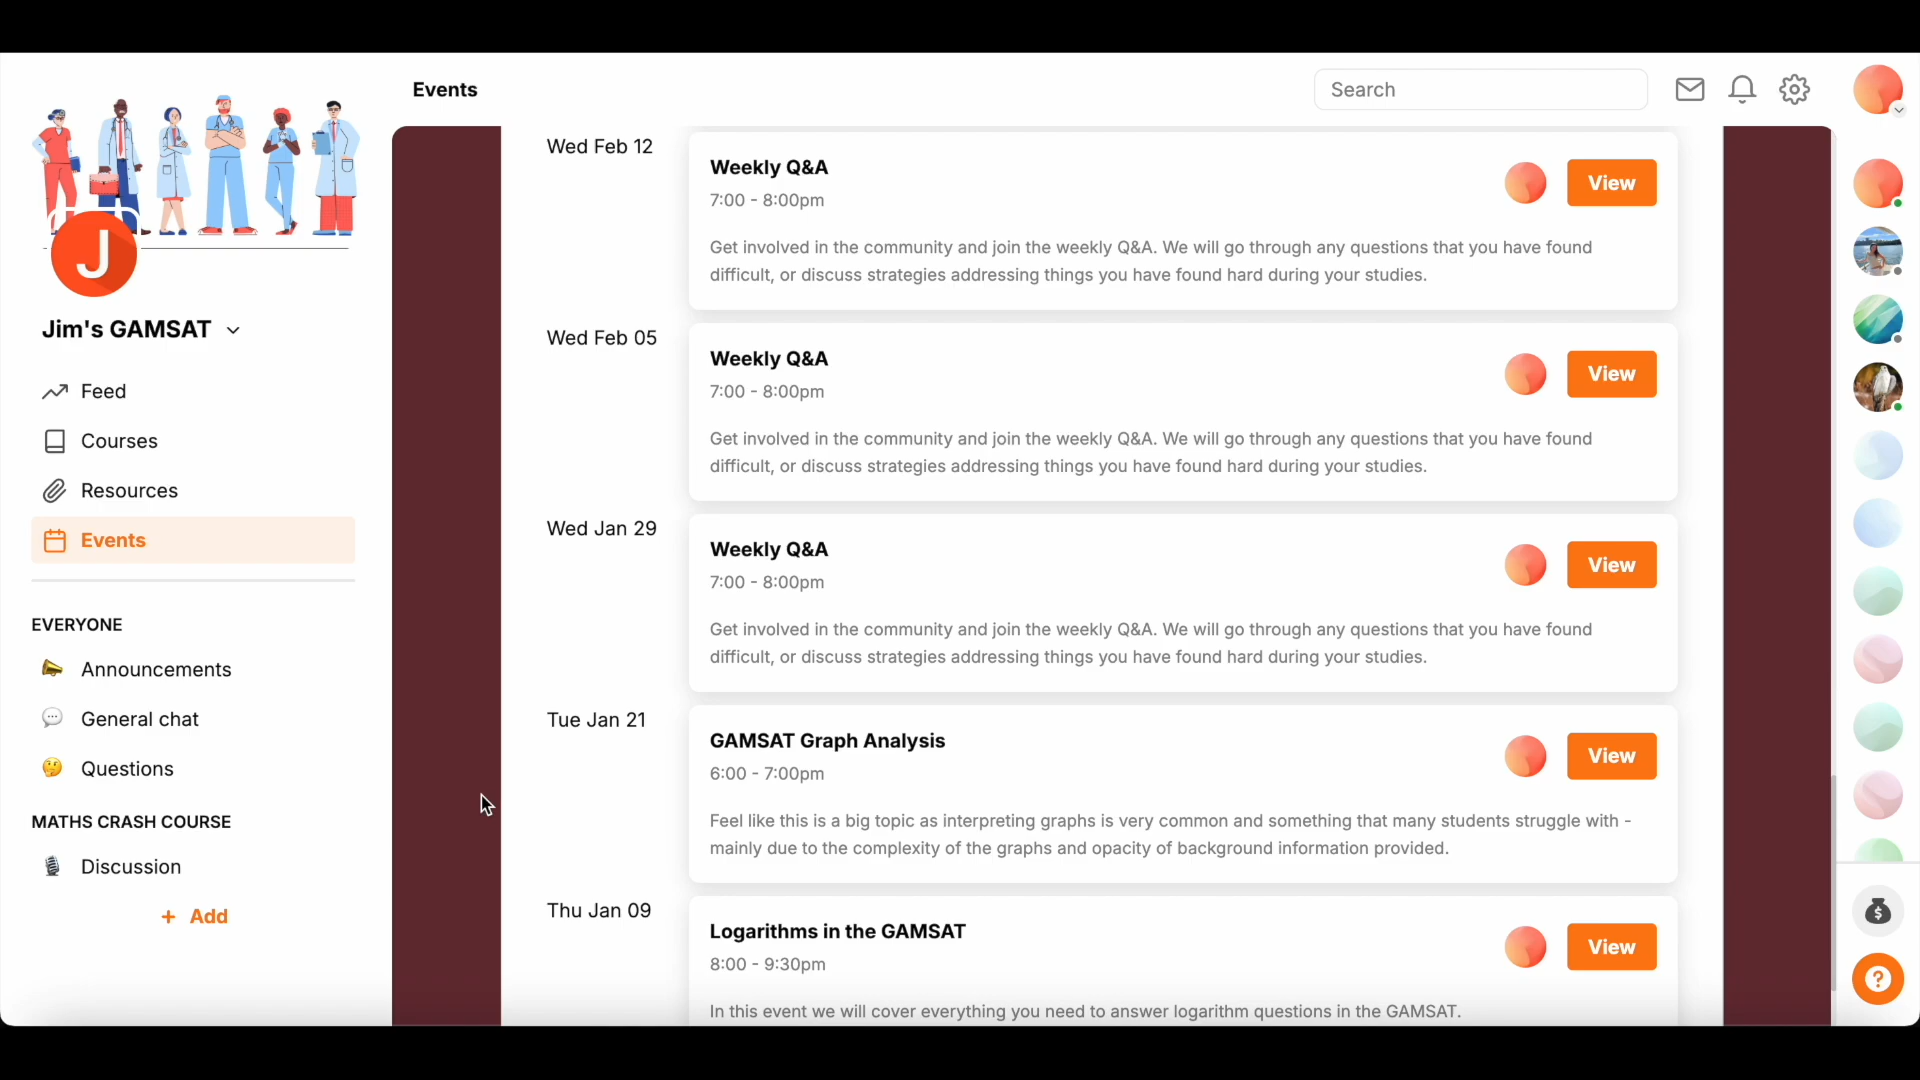 Events
Search
J
Jim's GAMSAT
Feed
Courses
Resources
Events
EVERYONE
Announcements
General chat
Questions
MATHS CRASH COURSE
Discussion
+ Add
Wed Feb 12
Weekly Q&A
7:00 - 8:00pm
View
Get involved in the community and join the weekly Q&A. We will go through any questions that you have found
difficult, or discuss strategies addressing things you have found hard during your studies.
Wed Feb 05
Weekly Q&A
7:00 - 8:00pm
View
Get involved in the community and join the weekly Q&A. We will go through any questions that you have found
difficult, or discuss strategies addressing things you have found hard during your studies.
Wed Jan 29
Weekly Q&A
7:00 - 8:00pm
View
Get involved in the community and join the weekly Q&A. We will go through any questions that you have found
difficult, or discuss strategies addressing things you have found hard during your studies.
Tue Jan 21
GAMSAT Graph Analysis
6:00 - 7:00pm
View
Feel like this is a big topic as interpreting graphs is very common and something that many students struggle with -
mainly due to the complexity of the graphs and opacity of background information provided.
Thu Jan 09
Logarithms in the GAMSAT
8:00 - 9:30pm
View
In this event we will cover everything you need to answer logarithm questions in the GAMSAT.
$
?